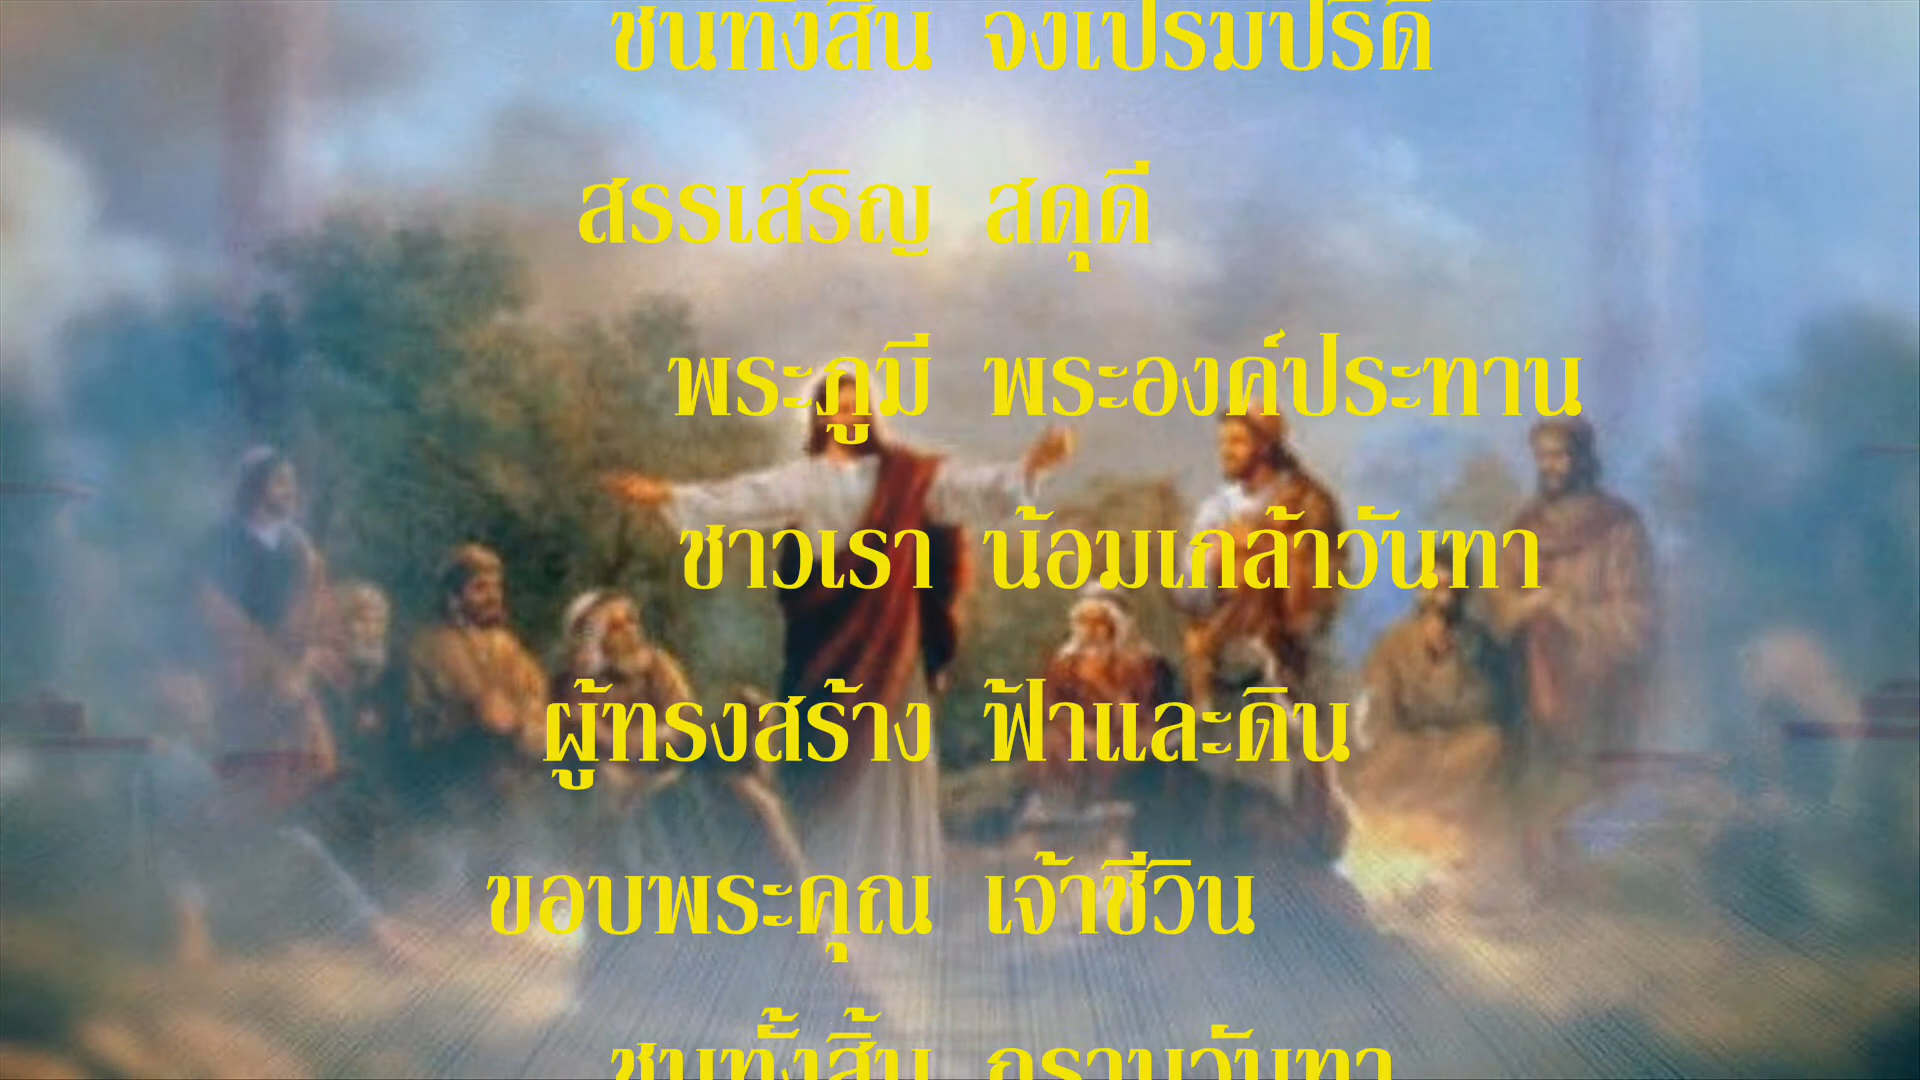 ชนทั้งสิ้น จงเปรมปรีดิ์
สรรเสริญ สดุดี
พระภูมี พระองค์ประทาน
ชาวเรา น้อมเกล้าวันทา
ผู้ทรงสร้าง ฟ้าและดิน
ขอบพระคุณ เจ้าชีวิน
ชนทั้งสิ้น กราบวันทา